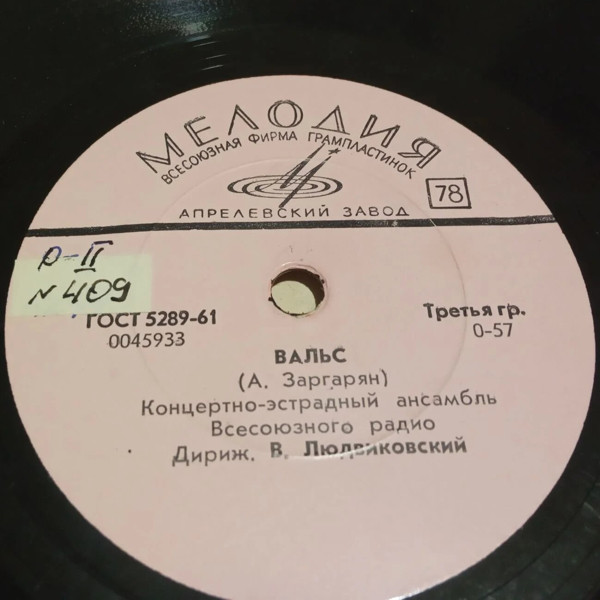 МЕЛОДИЯ
ВСЕСОЮЗНАЯ ФИРМА ГРАМПЛАСТИНОК
78
АПРЕЛЕВСКИЙ ЗАВОД
Р-II
N 409
ГОСТ 5289-61
0045933
Третья гр.
0-57
ВАЛЬС
(А. Заргарян)
Концертно-эстрадный ансамбль
Всесоюзного радио
Дириж. В. Людвиковский